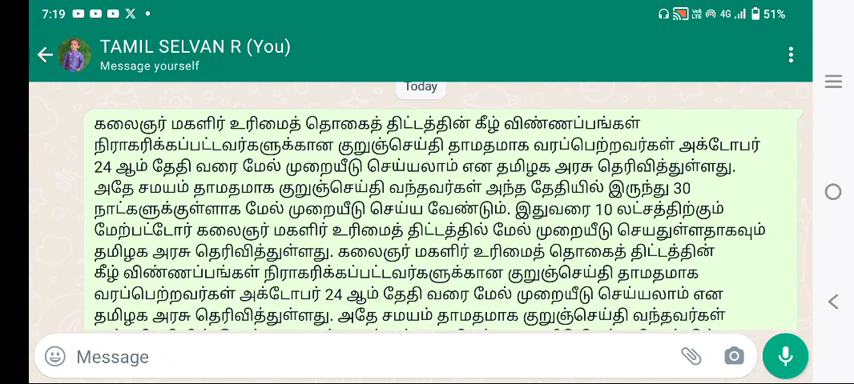 7:19
4G 51%
TAMIL SELVAN R (You)
Message yourself
Today
கலைஞர் மகளிர் உரிமைத் தொகைத் திட்டத்தின் கீழ் விண்ணப்பங்கள்
நிராகரிக்கப்பட்டவர்களுக்கான குறுஞ்செய்தி தாமதமாக வரப்பெற்றவர்கள் அக்டோபர்
24 ஆம் தேதி வரை மேல் முறையீடு செய்யலாம் என தமிழக அரசு தெரிவித்துள்ளது.
அதே சமயம் தாமதமாக குறுஞ்செய்தி வந்தவர்கள் அந்த தேதியில் இருந்து 30
நாட்களுக்குள்ளாக மேல் முறையீடு செய்ய வேண்டும். இதுவரை 10 லட்சத்திற்கும்
மேற்பட்டோர் கலைஞர் மகளிர் உரிமைத் திட்டத்தில் மேல் முறையீடு செயதுள்ளதாகவும்
தமிழக அரசு தெரிவித்துள்ளது. கலைஞர் மகளிர் உரிமைத் தொகைத் திட்டத்தின்
கீழ் விண்ணப்பங்கள் நிராகரிக்கப்பட்டவர்களுக்கான குறுஞ்செய்தி தாமதமாக
வரப்பெற்றவர்கள் அக்டோபர் 24 ஆம் தேதி வரை மேல் முறையீடு செய்யலாம் என
தமிழக அரசு தெரிவித்துள்ளது. அதே சமயம் தாமதமாக குறுஞ்செய்தி வந்தவர்கள்
Message